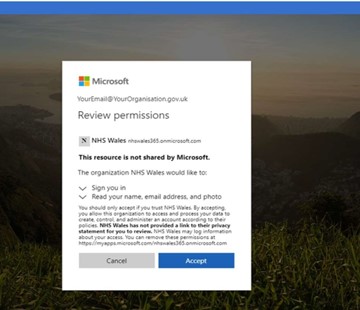 Microsoft
YourEmail@YourOrganisation.gov.uk
Review permissions
N NHS Wales nhswales365.onmicrosoft.com
This resource is not shared by Microsoft.
The organization NHS Wales would like to:
Sign you in
Read your name, email address, and photo
You should only accept if you trust NHS Wales. By accepting,
you allow this organization to access and process your data to
create, control, and administer an account according to their
policies. NHS Wales has not provided a link to their privacy
statement for you to review. NHS Wales may log information
about your access. You can remove these permissions at
https://myapps.microsoft.com/nhswales365.onmicrosoft.com
Cancel Accept